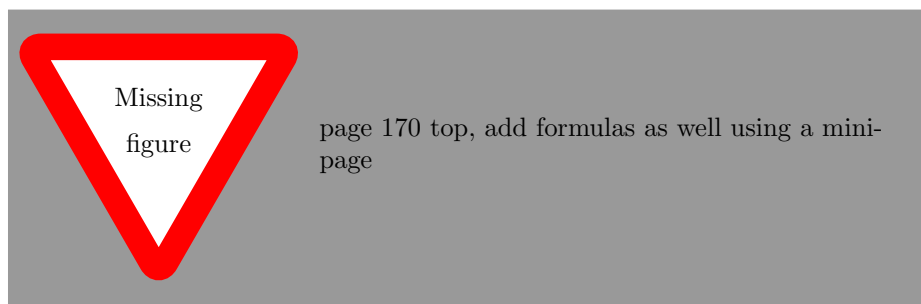 Missing
figure
page 170 top, add formulas as well using a mini-
page